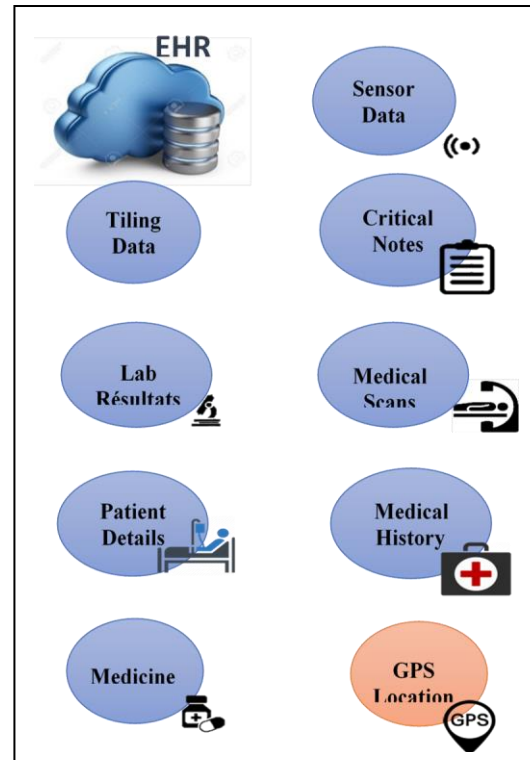 EHR
Sensor
Data
Tiling
Data
Critical
Notes
Lab
Résultats
Medical
Scans
Patient
Details
Medical
History
Medicine
GPS
Location
GPS